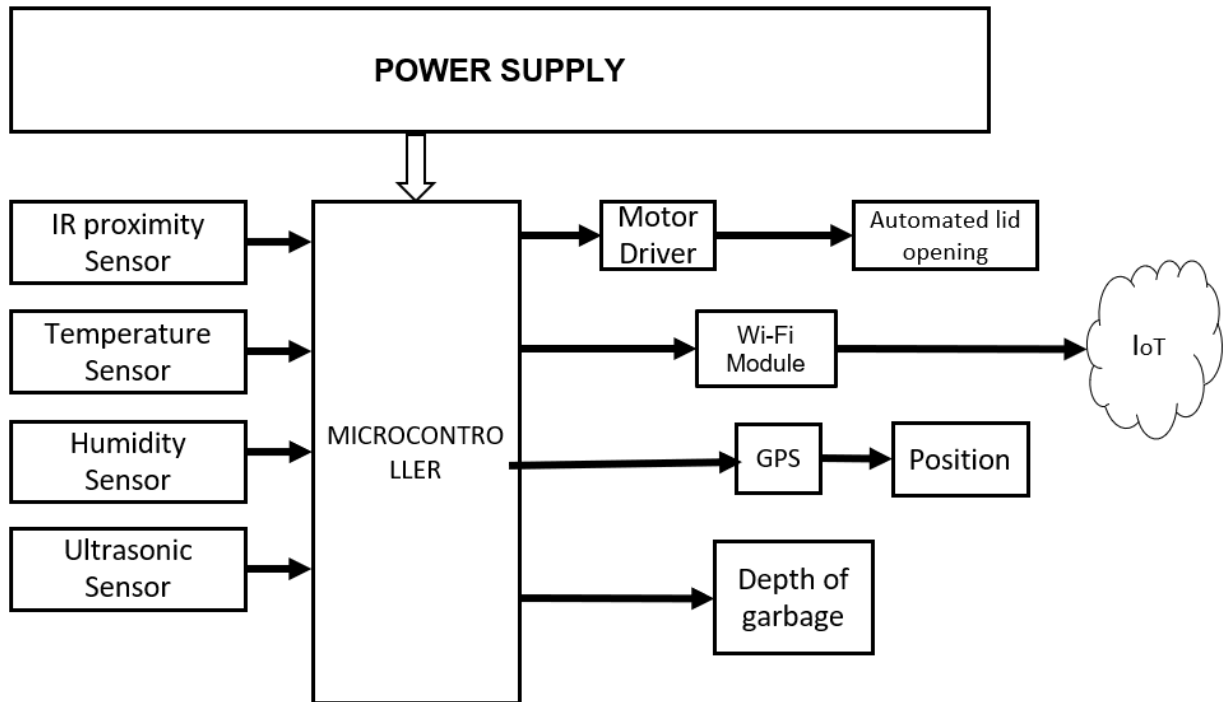 POWER SUPPLY
IR proximity
Sensor
Temperature
Sensor
Humidity
Sensor
Ultrasonic
Sensor
MICROCONTRO
LLER
Motor
Driver
Automated lid
opening
Wi-Fi
Module
IoT
GPS
Position
Depth of
garbage